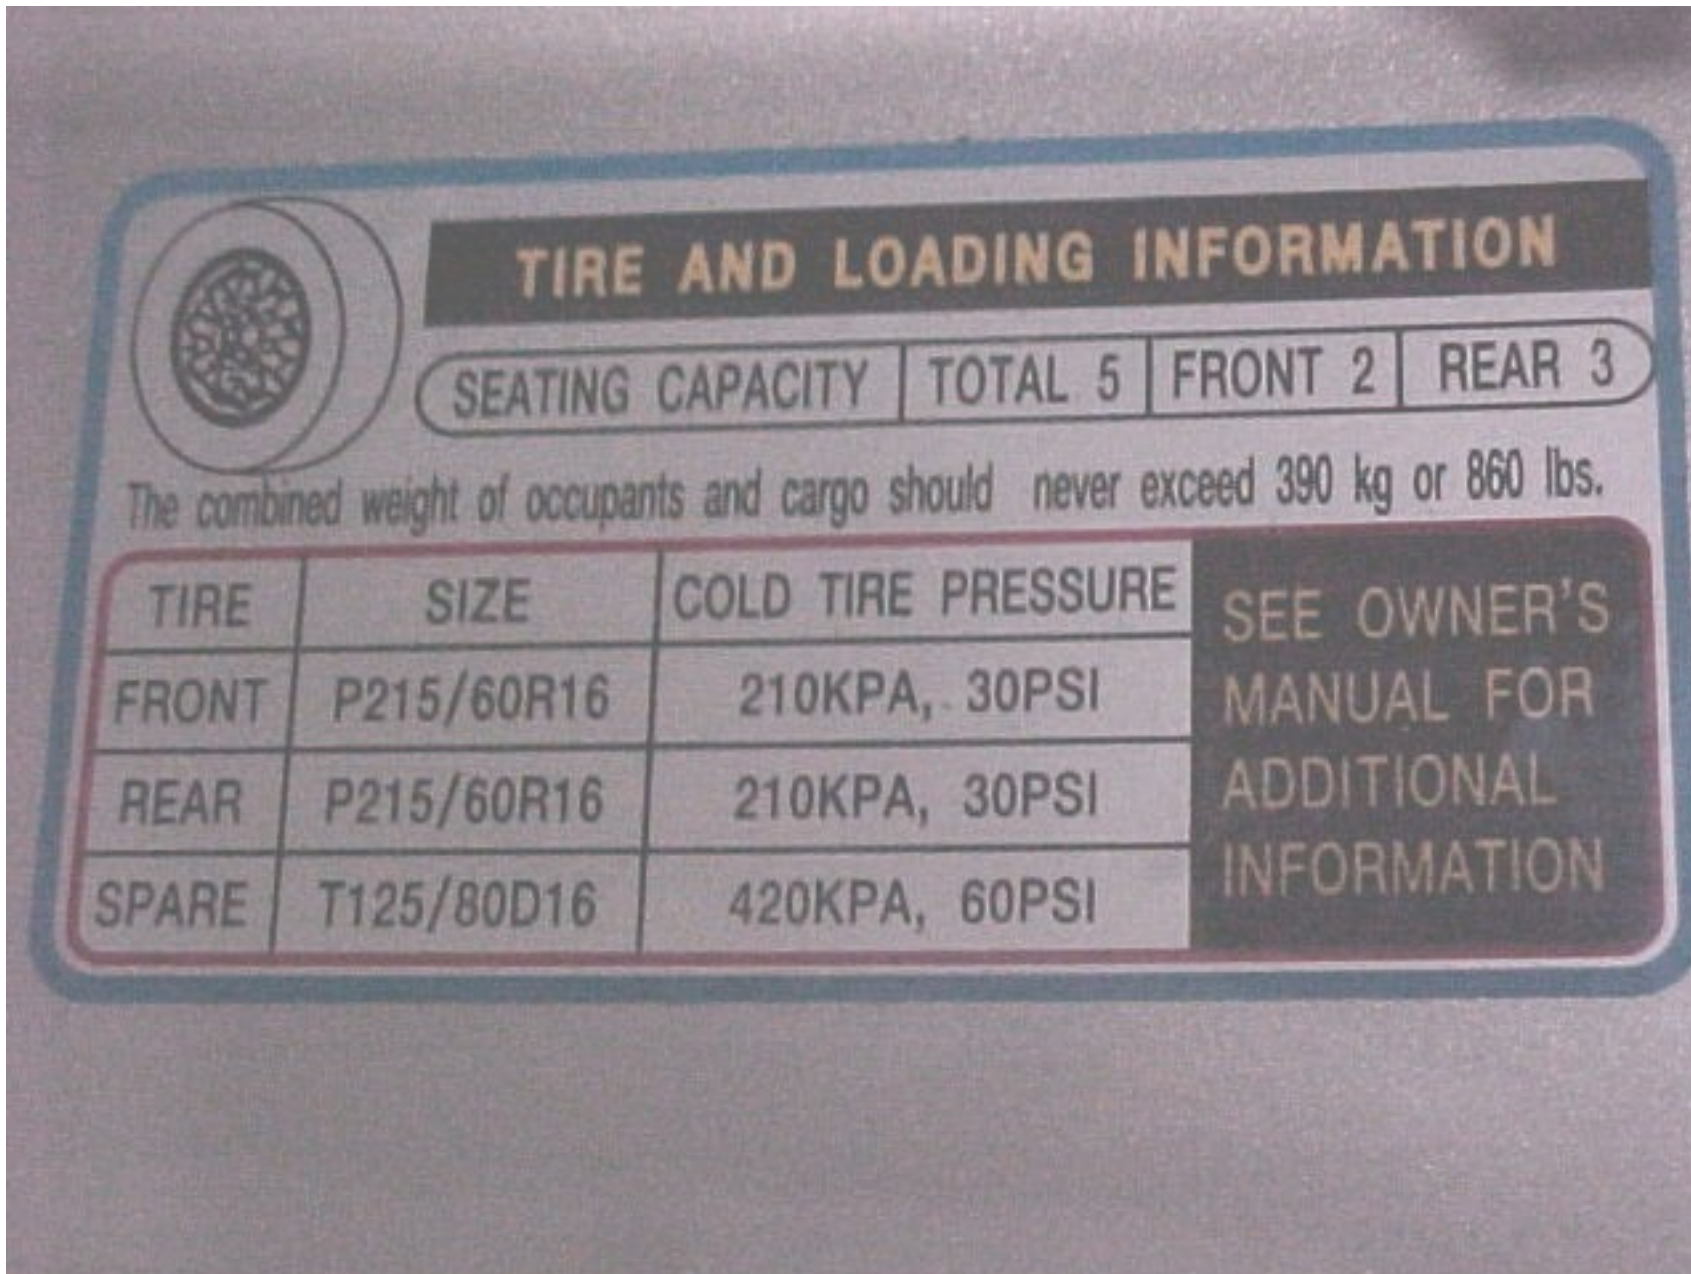 TIRE AND LOADING INFORMATION
SEATING CAPACITY TOTAL 5 FRONT 2 REAR 3
The combined weight of occupants and cargo should never exceed 390 kg or 860 lbs.
TIRE SIZE COLD TIRE PRESSURE
FRONT P215/60R16 210KPA, 30PSI
REAR P215/60R16 210KPA, 30PSI
SPARE T125/80D16 420KPA, 60PSI
SEE OWNER'S
MANUAL FOR
ADDITIONAL
INFORMATION